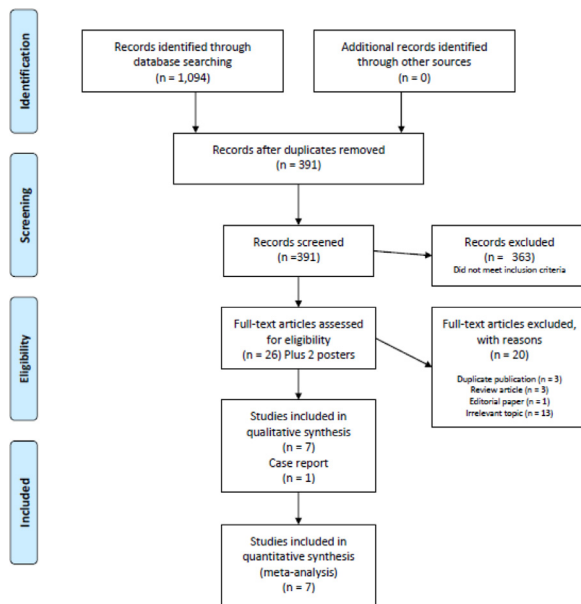 Identification
Records identified through
database searching
(n = 1,094)
Additional records identified
through other sources
(n = 0)
Records after duplicates removed
(n = 391)
Screening
Records screened
(n =391)
Records excluded
(n = 363)
Did not meet inclusion criteria
Eligibility
Full-text articles assessed
for eligibility
(n = 26) Plus 2 posters
Full-text articles excluded,
with reasons
(n = 20)
Duplicate publication (n = 3)
Review article (n = 3)
Editorial paper (n = 1)
Irrelevant topic (n = 13)
Studies included in
qualitative synthesis
(n = 7)
Case report
(n = 1)
Included
Studies included in
quantitative synthesis
(meta-analysis)
(n = 7)